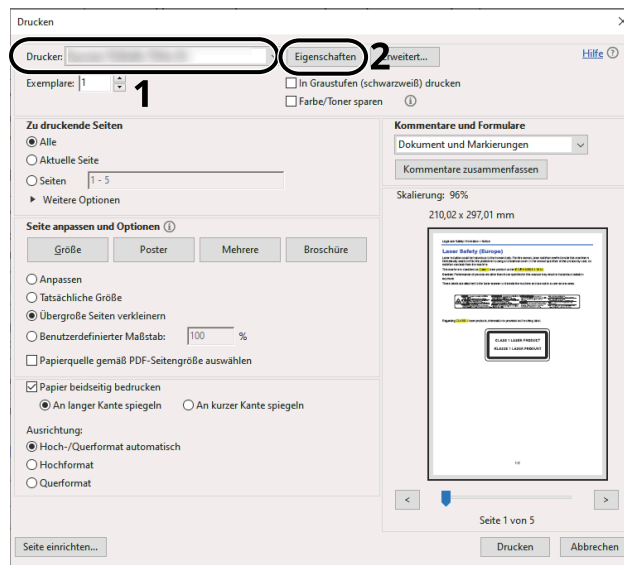 Drucken
Drucker:
Eigenschaften
2
Erweitert...
Hilfe
Exemplare: 1
1
In Graustufen (schwarzweiß) drucken
Farbe/Toner sparen
Zu druckende Seiten
Alle
Aktuelle Seite
Seiten 1 - 5
Weitere Optionen
Seite anpassen und Optionen
Größe
Poster
Mehrere
Broschüre
Anpassen
Tatsächliche Größe
Übergroße Seiten verkleinern
Benutzerdefinierter Maßstab: 100 %
Papierquelle gemäß PDF-Seitengröße auswählen
Papier beidseitig bedrucken
An langer Kante spiegeln
An kurzer Kante spiegeln
Ausrichtung:
Hoch-/Querformat automatisch
Hochformat
Querformat
Kommentare und Formulare
Dokument und Markierungen
Kommentare zusammenfassen
Skalierung: 96%
210,02 x 297,01 mm
Laser Safety (Europe)
CLASS 1 LASER PRODUCT
KLASSE 1 LASER PRODUKT
<
>
Seite 1 von 5
Seite einrichten...
Drucken
Abbrechen